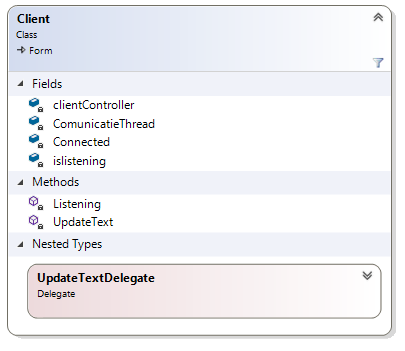 Client
Class
Form
Fields
clientController
ComunicatieThread
Connected
islistening
Methods
Listening
UpdateText
Nested Types
UpdateTextDelegate
Delegate